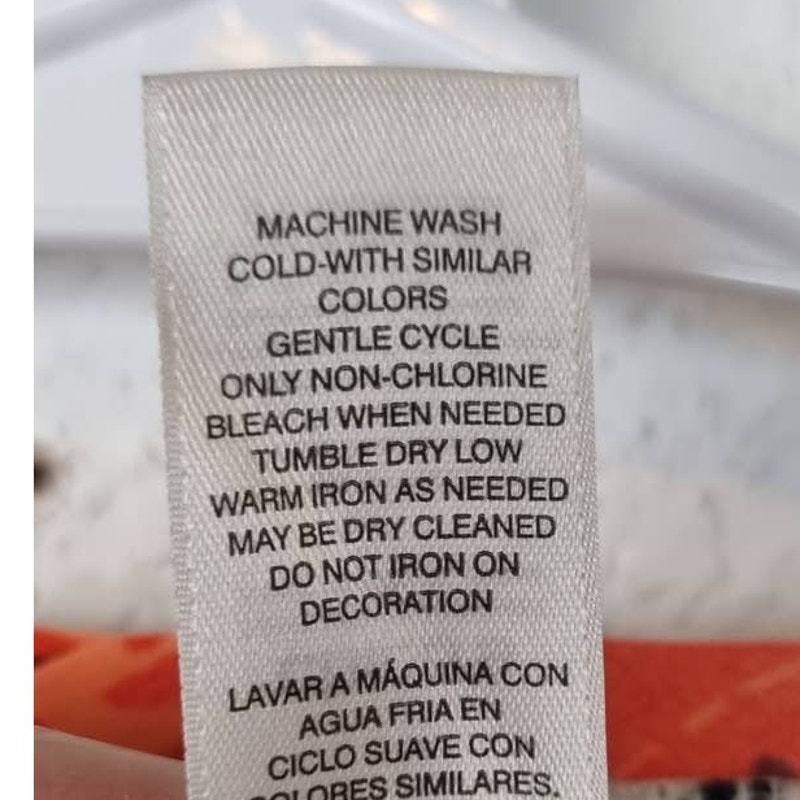 MACHINE WASH
COLD-WITH SIMILAR
COLORS
GENTLE CYCLE
ONLY NON-CHLORINE
BLEACH WHEN NEEDED
TUMBLE DRY LOW
WARM IRON AS NEEDED
MAY BE DRY CLEANED
DO NOT IRON ON
DECORATION
LAVAR A MÁQUINA CON
AGUA FRIA EN
CICLO SUAVE CON
COLORES SIMILARES.